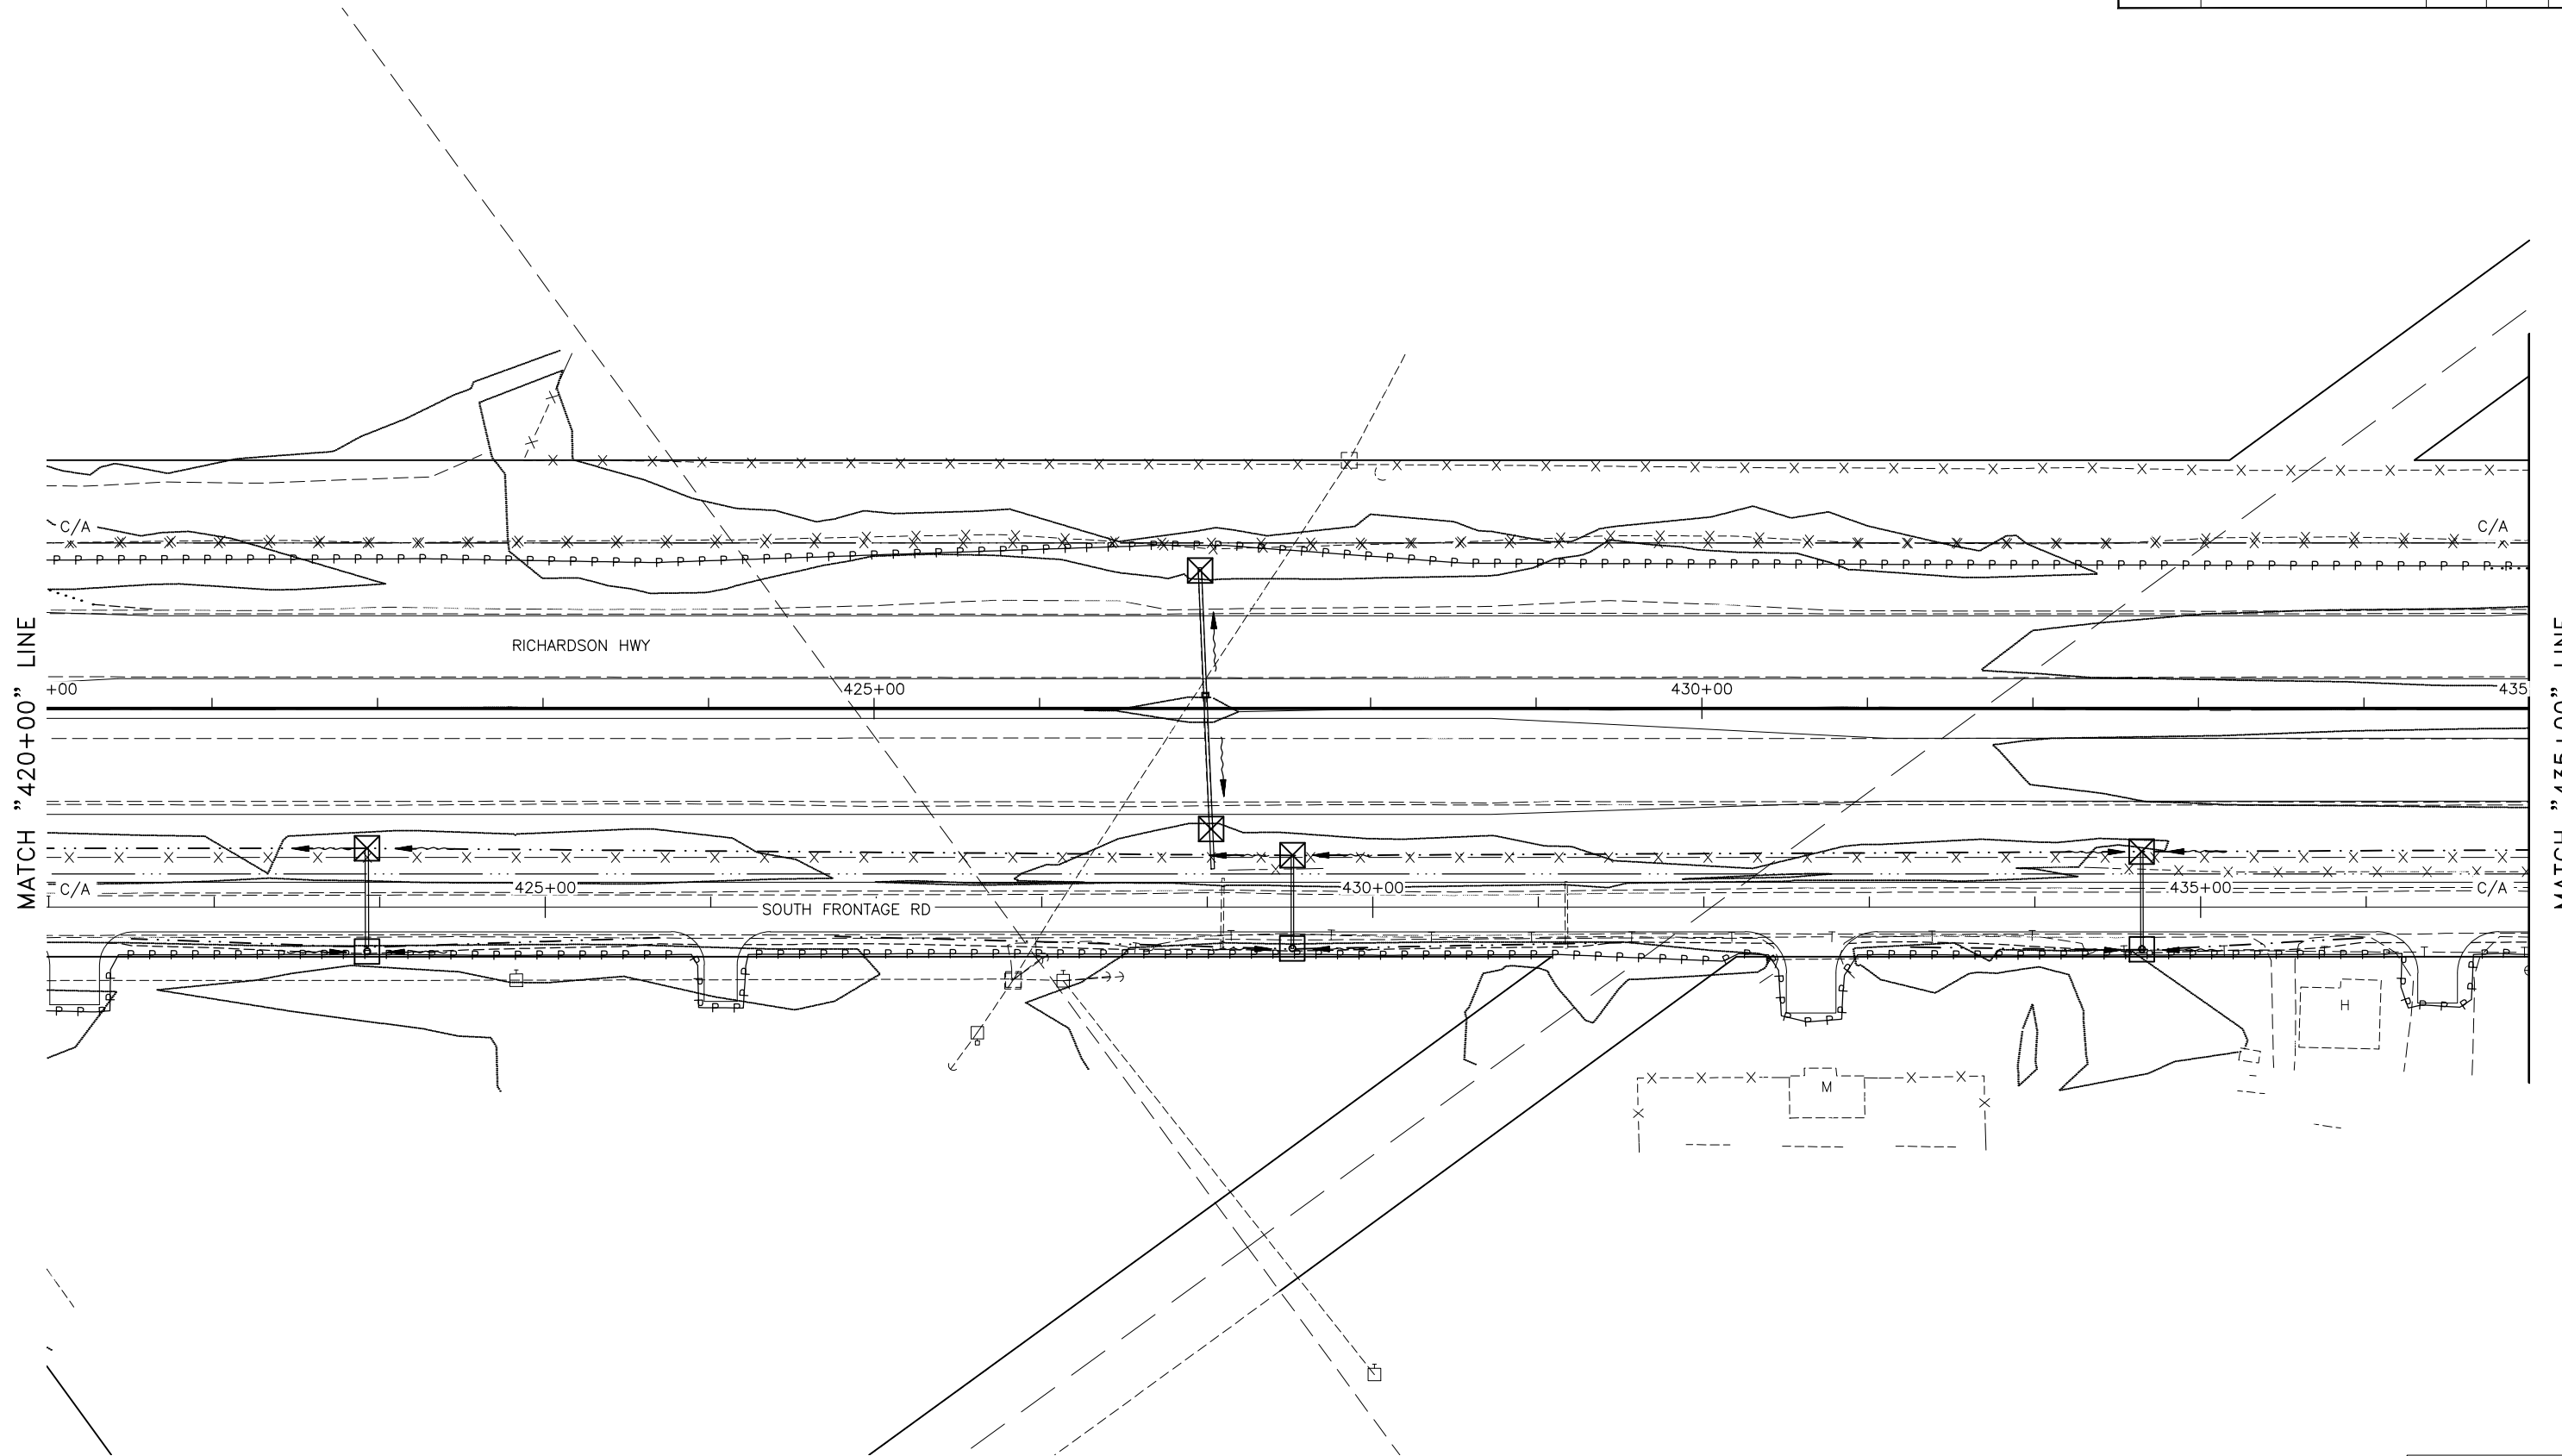 C/A
C/A
RICHARDSON HWY
MATCH "420+00" LINE
+00
425+00
430+00
435
C/A
425+00
430+00
435+00
C/A
SOUTH FRONTAGE RD
H
M